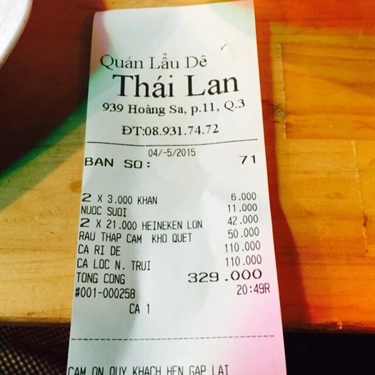 Quán Lẩu Dê
Thái Lan
939 Hoàng Sa, p.11, Q.3
ĐT:08.931.74.72
04/-5/2015
BAN SO: 71
2 X 3.000 KHAN 6.000
NUOC SUOI 11.000
2 X 21.000 HEINEKEN LON 42.000
RAU THAP CAM KHO QUET 50.000
CA RI DE 110.000
CA LOC N. TRUI 110.000
TONG CONG 329.000
#001-000258 20:49R
CA 1
CAM ON QUY KHACH HEN GAP LAI